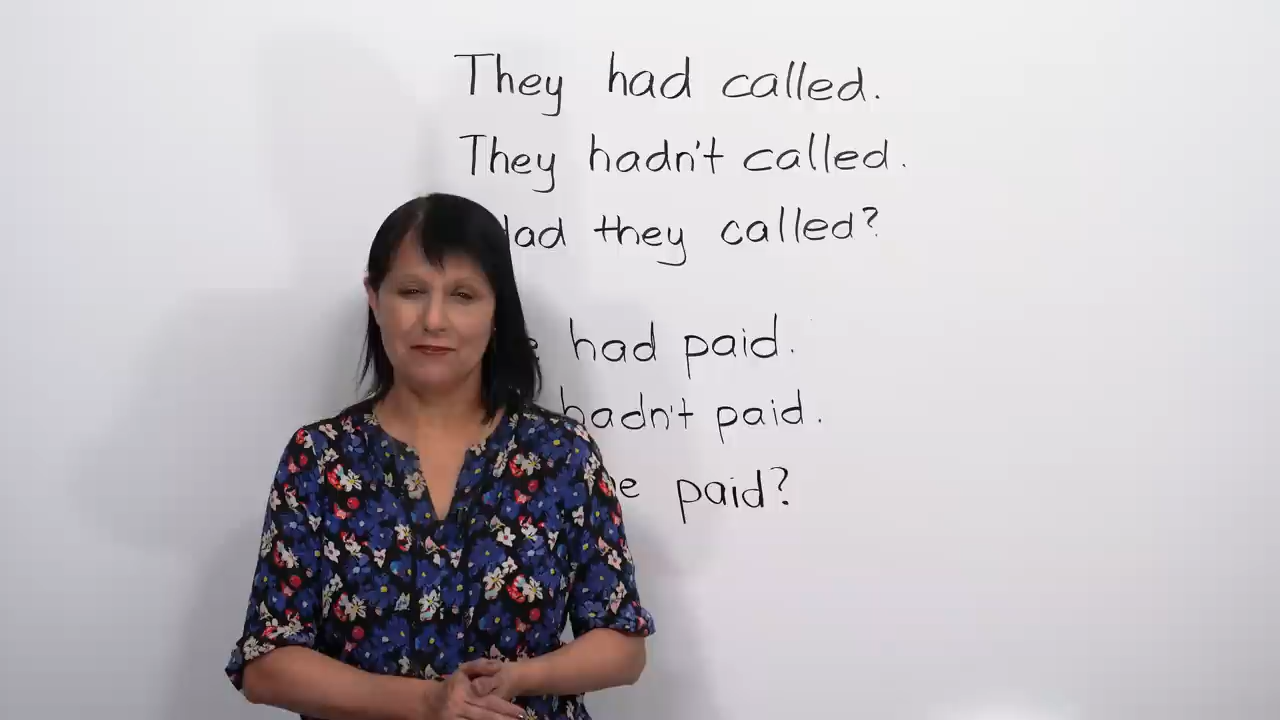 They had called.
They hadn't called.
they called?
had paid.
hadn't paid.
paid?